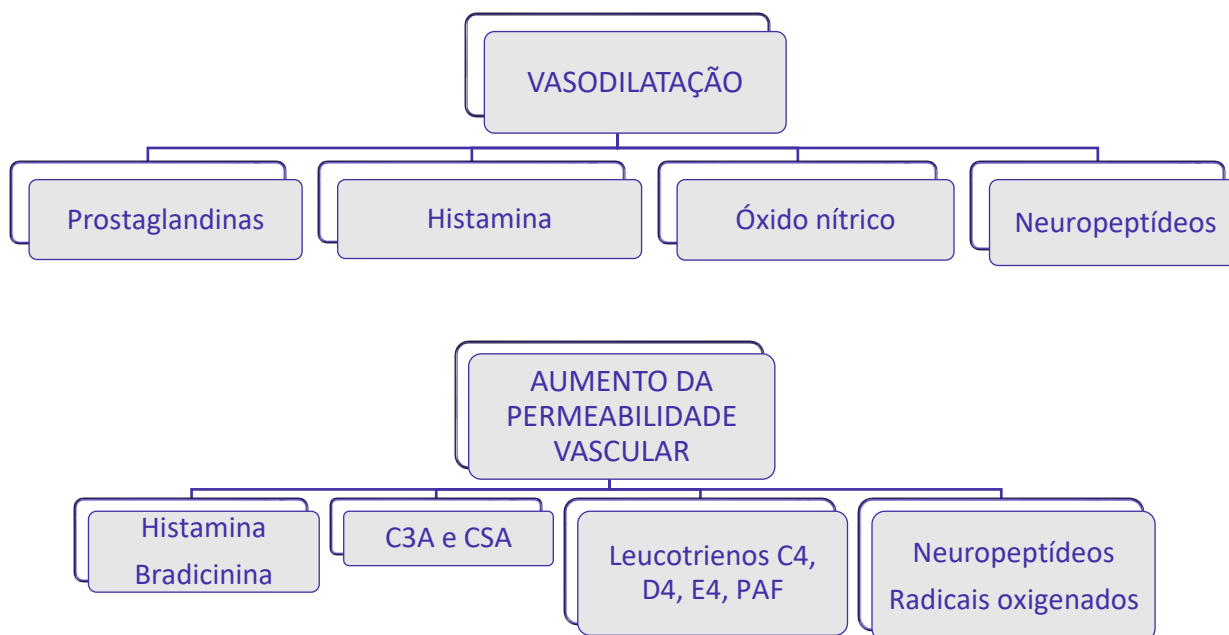 VASODILATAÇÃO
Prostaglandinas
Histamina
Óxido nítrico
Neuropeptídeos
AUMENTO DA
PERMEABILIDADE
VASCULAR
Histamina
Bradicinina
C3A e CSA
Leucotrienos C4,
D4, E4, PAF
Neuropeptídeos
Radicais oxigenados